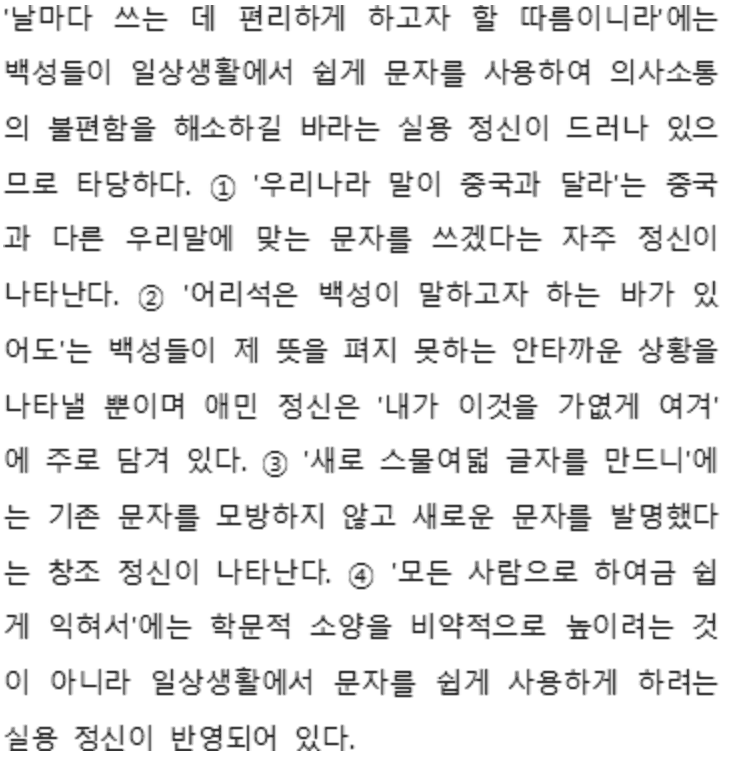 '날마다 쓰는 데 편리하게 하고자 할 따름이니라'에는
백성들이 일상생활에서 쉽게 문자를 사용하여 의사소통
의 불편함을 해소하길 바라는 실용 정신이 드러나 있으
므로 타당하다. ① '우리나라 말이 중국과 달라'는 중국
과 다른 우리말에 맞는 문자를 쓰겠다는 자주 정신이
나타난다. ② '어리석은 백성이 말하고자 하는 바가 있
어도'는 백성들이 제 뜻을 펴지 못하는 안타까운 상황을
나타낼 뿐이며 애민 정신은 '내가 이것을 가엾게 여겨'
에 주로 담겨 있다. ③ '새로 스물여덟 글자를 만드니'에
는 기존 문자를 모방하지 않고 새로운 문자를 발명했다
는 창조 정신이 나타난다. ④ '모든 사람으로 하여금 쉽
게 익혀서'에는 학문적 소양을 비약적으로 높이려는 것
이 아니라 일상생활에서 문자를 쉽게 사용하게 하려는
실용 정신이 반영되어 있다.